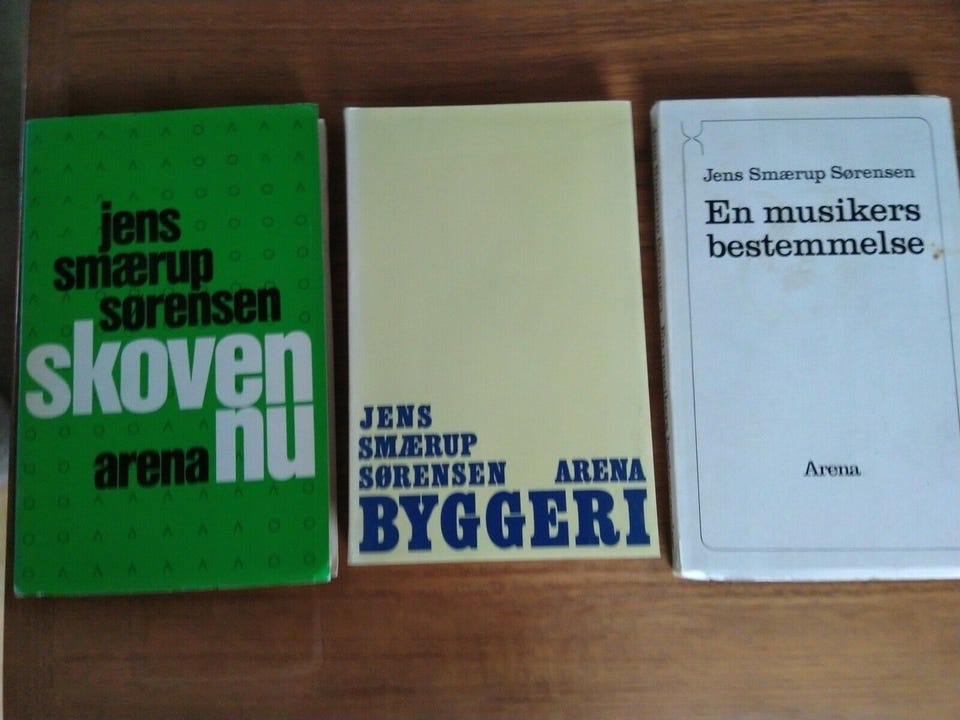 jens
smærup
sørensen
skoven
nu
arena
JENS
SMÆRUP
SØRENSEN ARENA
BYGGERI
Jens Smærup Sørensen
En musikers
bestemmelse
Arena